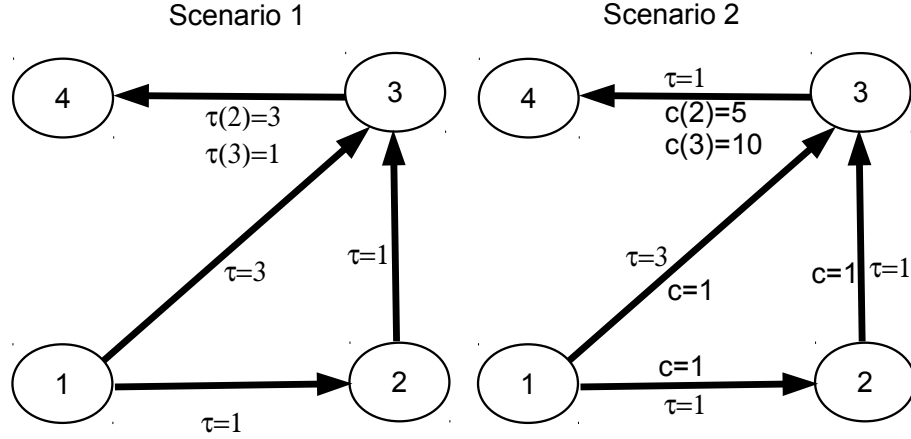 Scenario 1
4
3
τ(2)=3
τ(3)=1
τ=3
τ=1
1
2
τ=1
Scenario 2
4
3
τ=1
c(2)=5
c(3)=10
τ=3
c=1
c=1
τ=1
1
2
c=1
τ=1